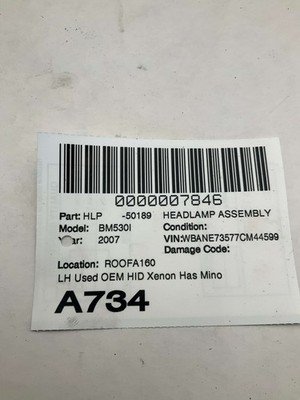 0000007846
Part: HLP -50189 HEADLAMP ASSEMBLY
Model: BM530I Condition:
Year: 2007 VIN:WBANE73577CM44599
Damage Code:
Location: ROOFA160
LH Used OEM HID Xenon Has Mino
A734